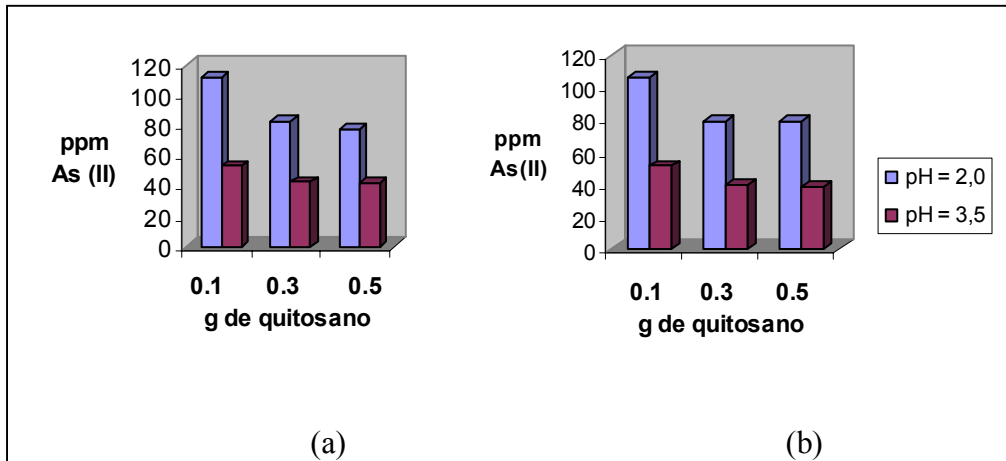 120
100
80
60
40
20
0
ppm
As (II)
0.1 0.3 0.5
g de quitosano
(a)
120
100
80
60
40
20
0
ppm
As(II)
0.1 0.3 0.5
g de quitosano
(b)
pH = 2,0
pH = 3,5